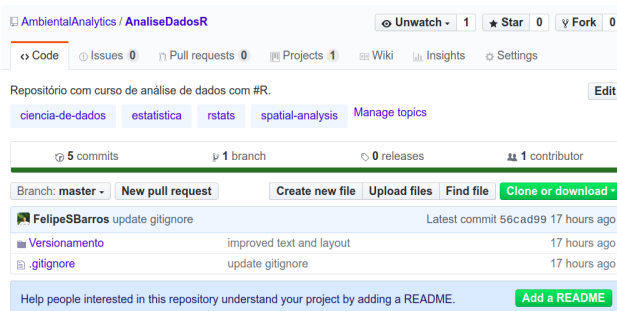 AmbientalAnalytics / AnaliseDadosR
Unwatch 1 Star 0 Fork 0
Code Issues 0 Pull requests 0 Projects 1 Wiki Insights Settings
Repositório com curso de análise de dados com #R. Edit
ciencia-de-dados estatistica rstats spatial-analysis Manage topics
5 commits 1 branch 0 releases 1 contributor
Branch: master New pull request Create new file Upload files Find file Clone or download
FelipeSBarros update gitignore Latest commit 56cad99 17 hours ago
Versionamento improved text and layout 17 hours ago
.gitignore update gitignore 17 hours ago
Help people interested in this repository understand your project by adding a README. Add a README